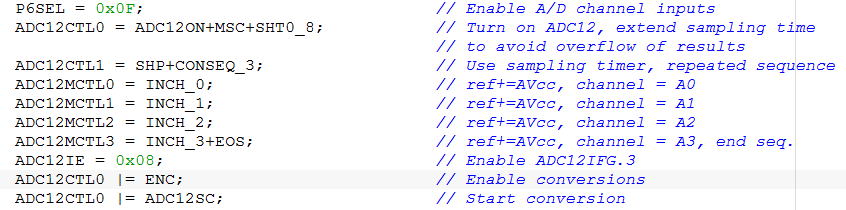 P6SEL = 0x0F; // Enable A/D channel inputs
ADC12CTL0 = ADC12ON+MSC+SHT0_8; // Turn on ADC12, extend sampling time
// to avoid overflow of results
ADC12CTL1 = SHP+CONSEQ_3; // Use sampling timer, repeated sequence
ADC12MCTL0 = INCH_0; // ref+=AVcc, channel = A0
ADC12MCTL1 = INCH_1; // ref+=AVcc, channel = A1
ADC12MCTL2 = INCH_2; // ref+=AVcc, channel = A2
ADC12MCTL3 = INCH_3+EOS; // ref+=AVcc, channel = A3, end seq.
ADC12IE = 0x08; // Enable ADC12IFG.3
ADC12CTL0 |= ENC; // Enable conversions
ADC12CTL0 |= ADC12SC; // Start conversion